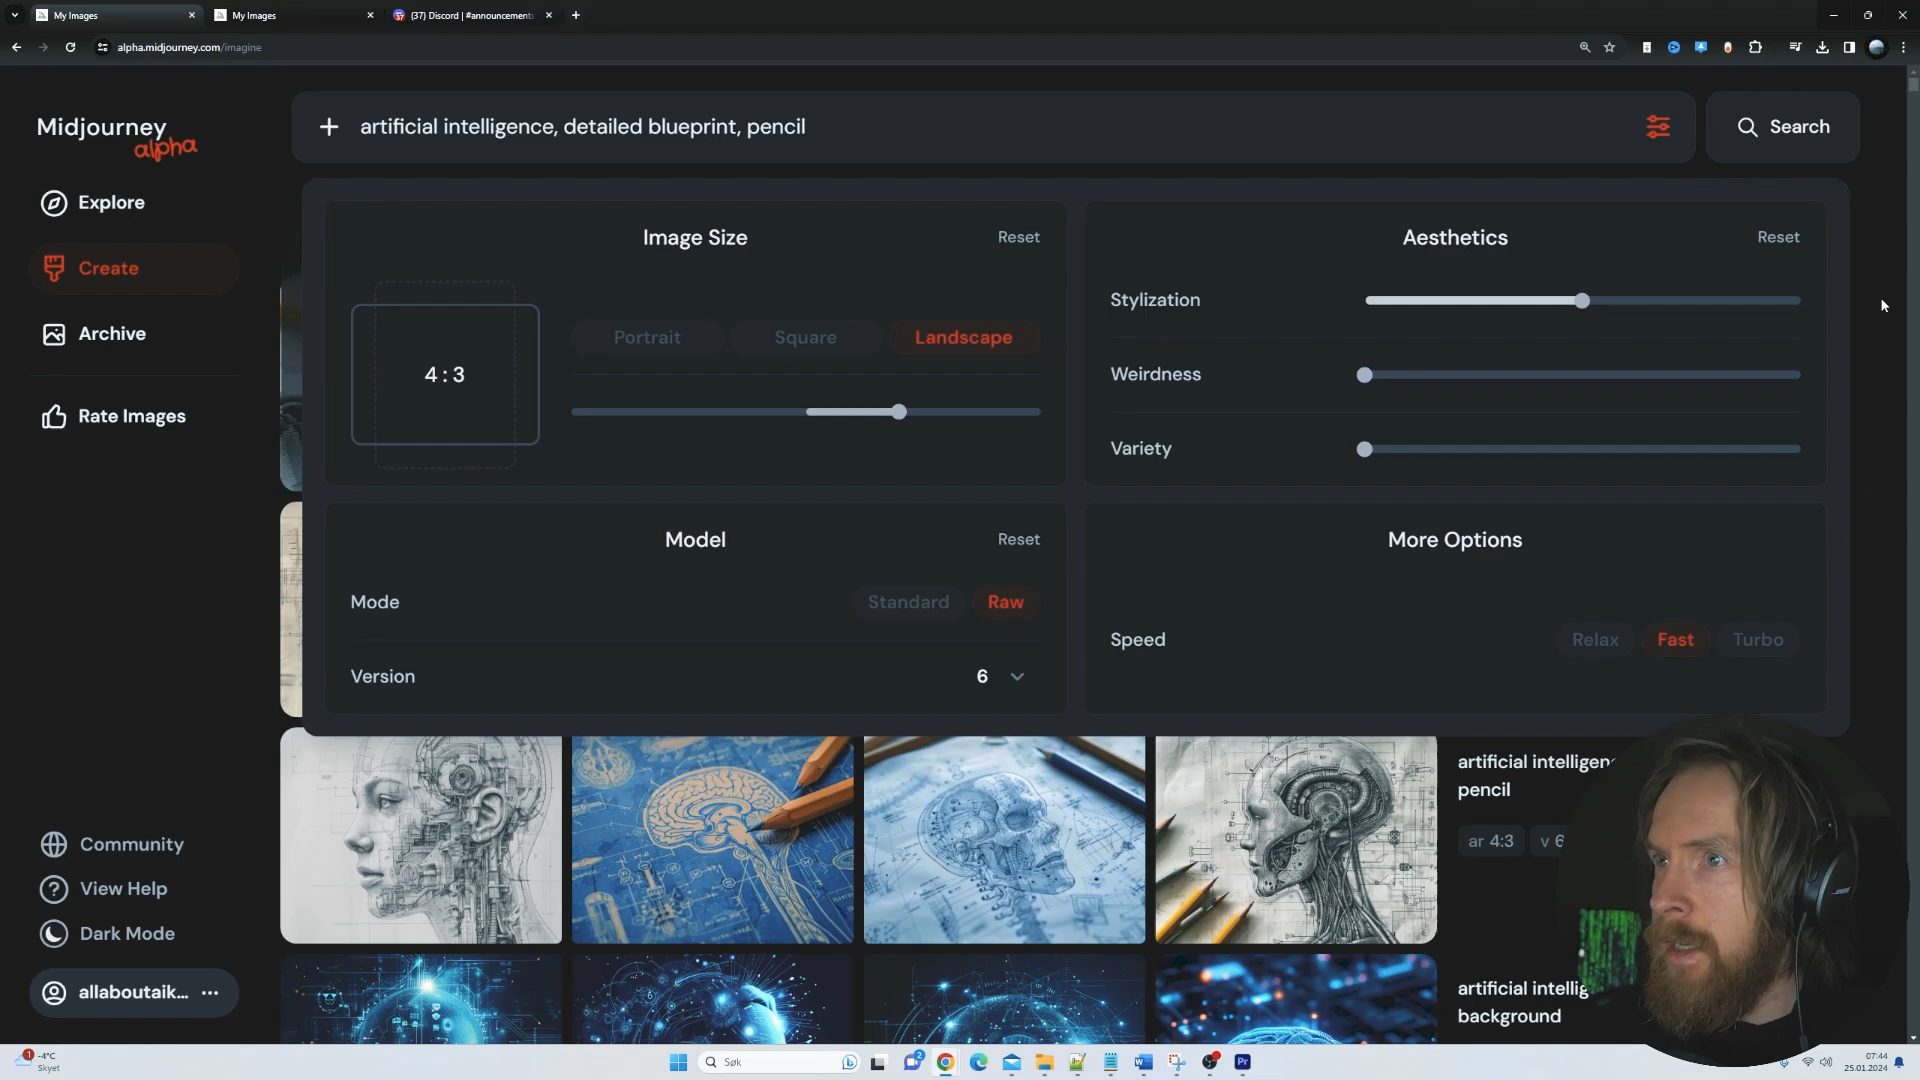 My Images
My Images
(37) Discord | #announcements
alpha.midjourney.com/imagine
Midjourney
alpha
artificial intelligence, detailed blueprint, pencil
Search
Explore
Create
Archive
Rate Images
Image Size
Reset
4 : 3
Portrait
Square
Landscape
Aesthetics
Reset
Stylization
Weirdness
Variety
Model
Reset
Mode
Standard
Raw
Version
6
More Options
Speed
Relax
Fast
Turbo
artificial intelligen
pencil
ar 4:3
v 6
artificial intellig
background
Community
View Help
Dark Mode
allaboutaik...
-4°C
Skyet
Søk
07:44
25.01.2024